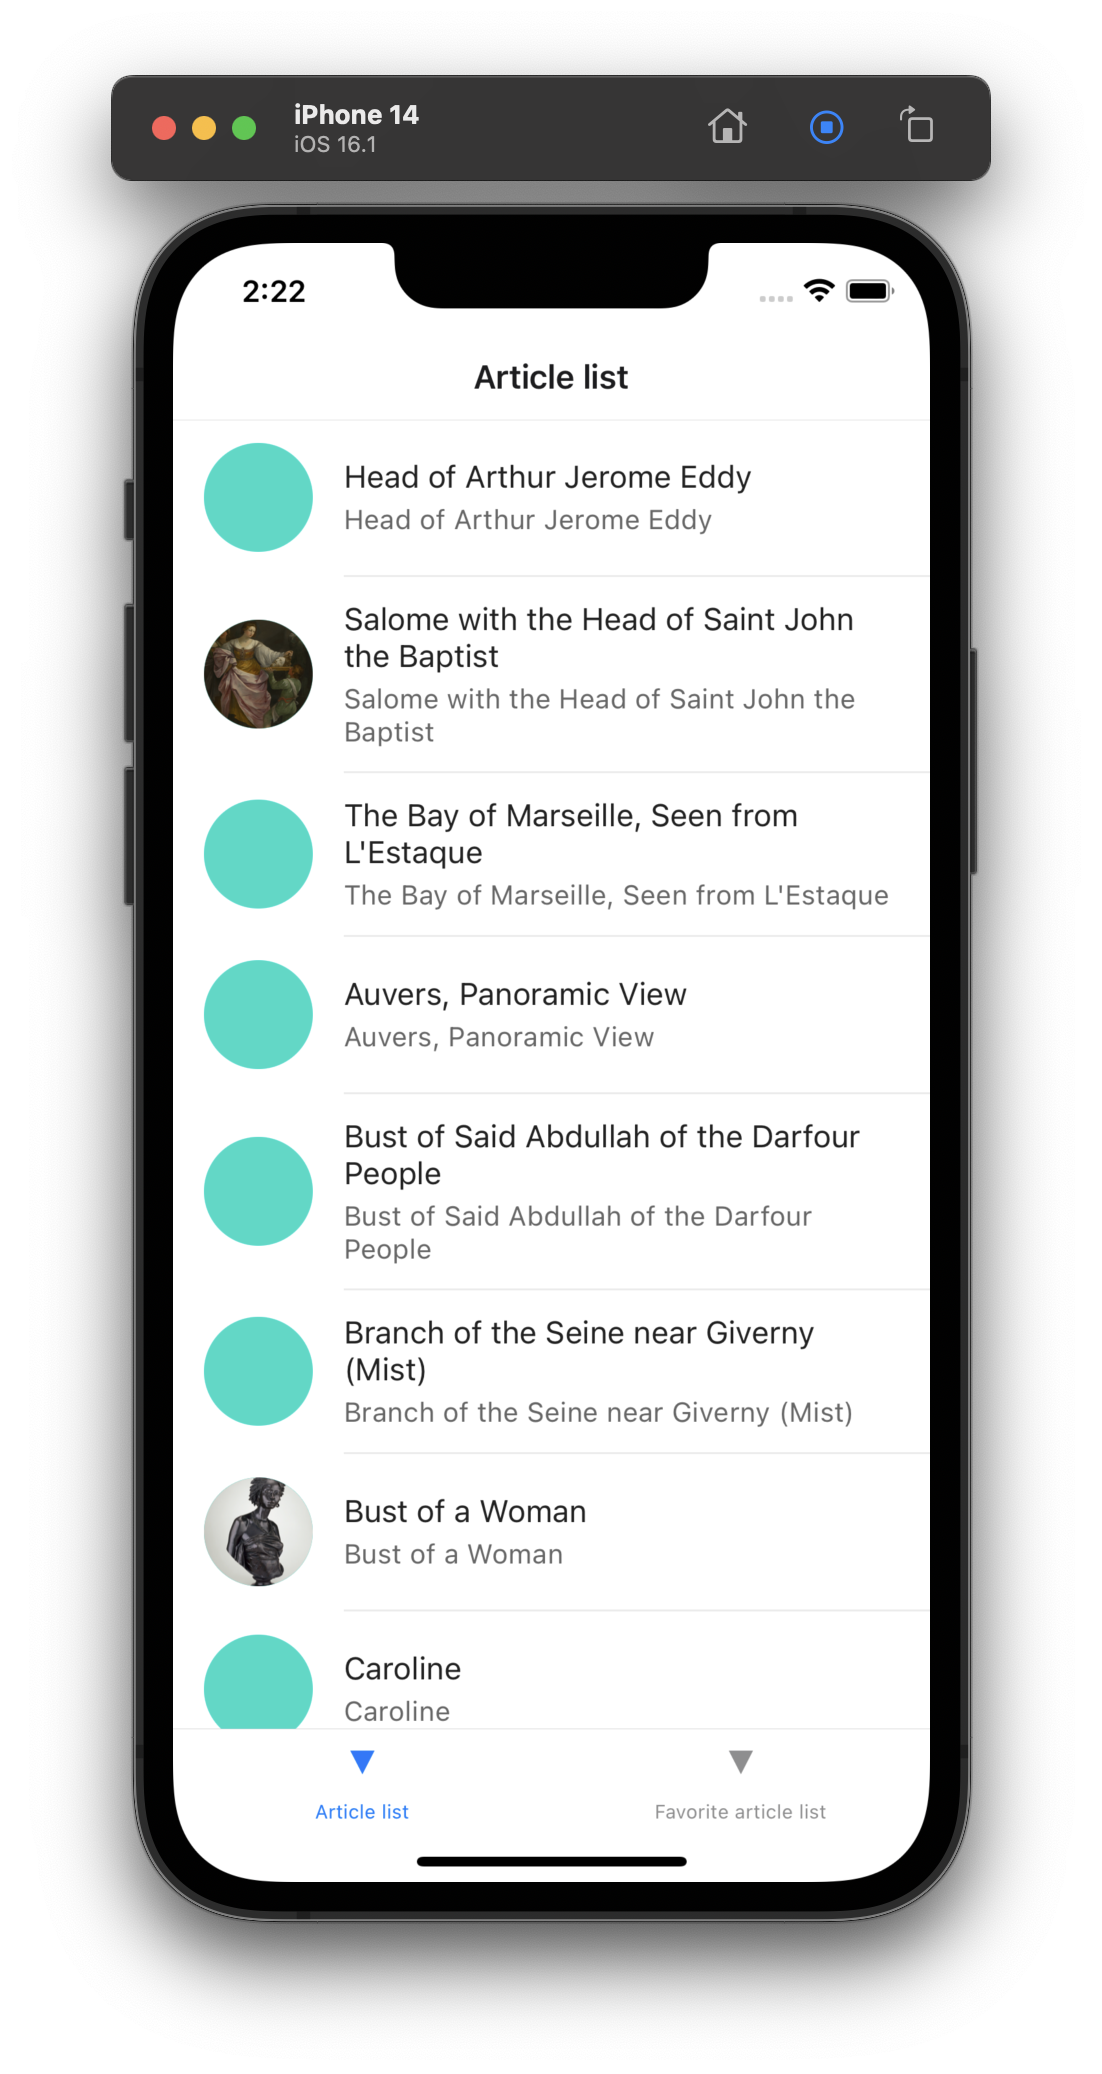 iPhone 14
iOS 16.1
2:22
Article list
Head of Arthur Jerome Eddy
Head of Arthur Jerome Eddy
Salome with the Head of Saint John
the Baptist
Salome with the Head of Saint John the
Baptist
The Bay of Marseille, Seen from
L'Estaque
The Bay of Marseille, Seen from L'Estaque
Auvers, Panoramic View
Auvers, Panoramic View
Bust of Said Abdullah of the Darfour
People
Bust of Said Abdullah of the Darfour
People
Branch of the Seine near Giverny
(Mist)
Branch of the Seine near Giverny (Mist)
Bust of a Woman
Bust of a Woman
Caroline
Caroline
Article list
Favorite article list